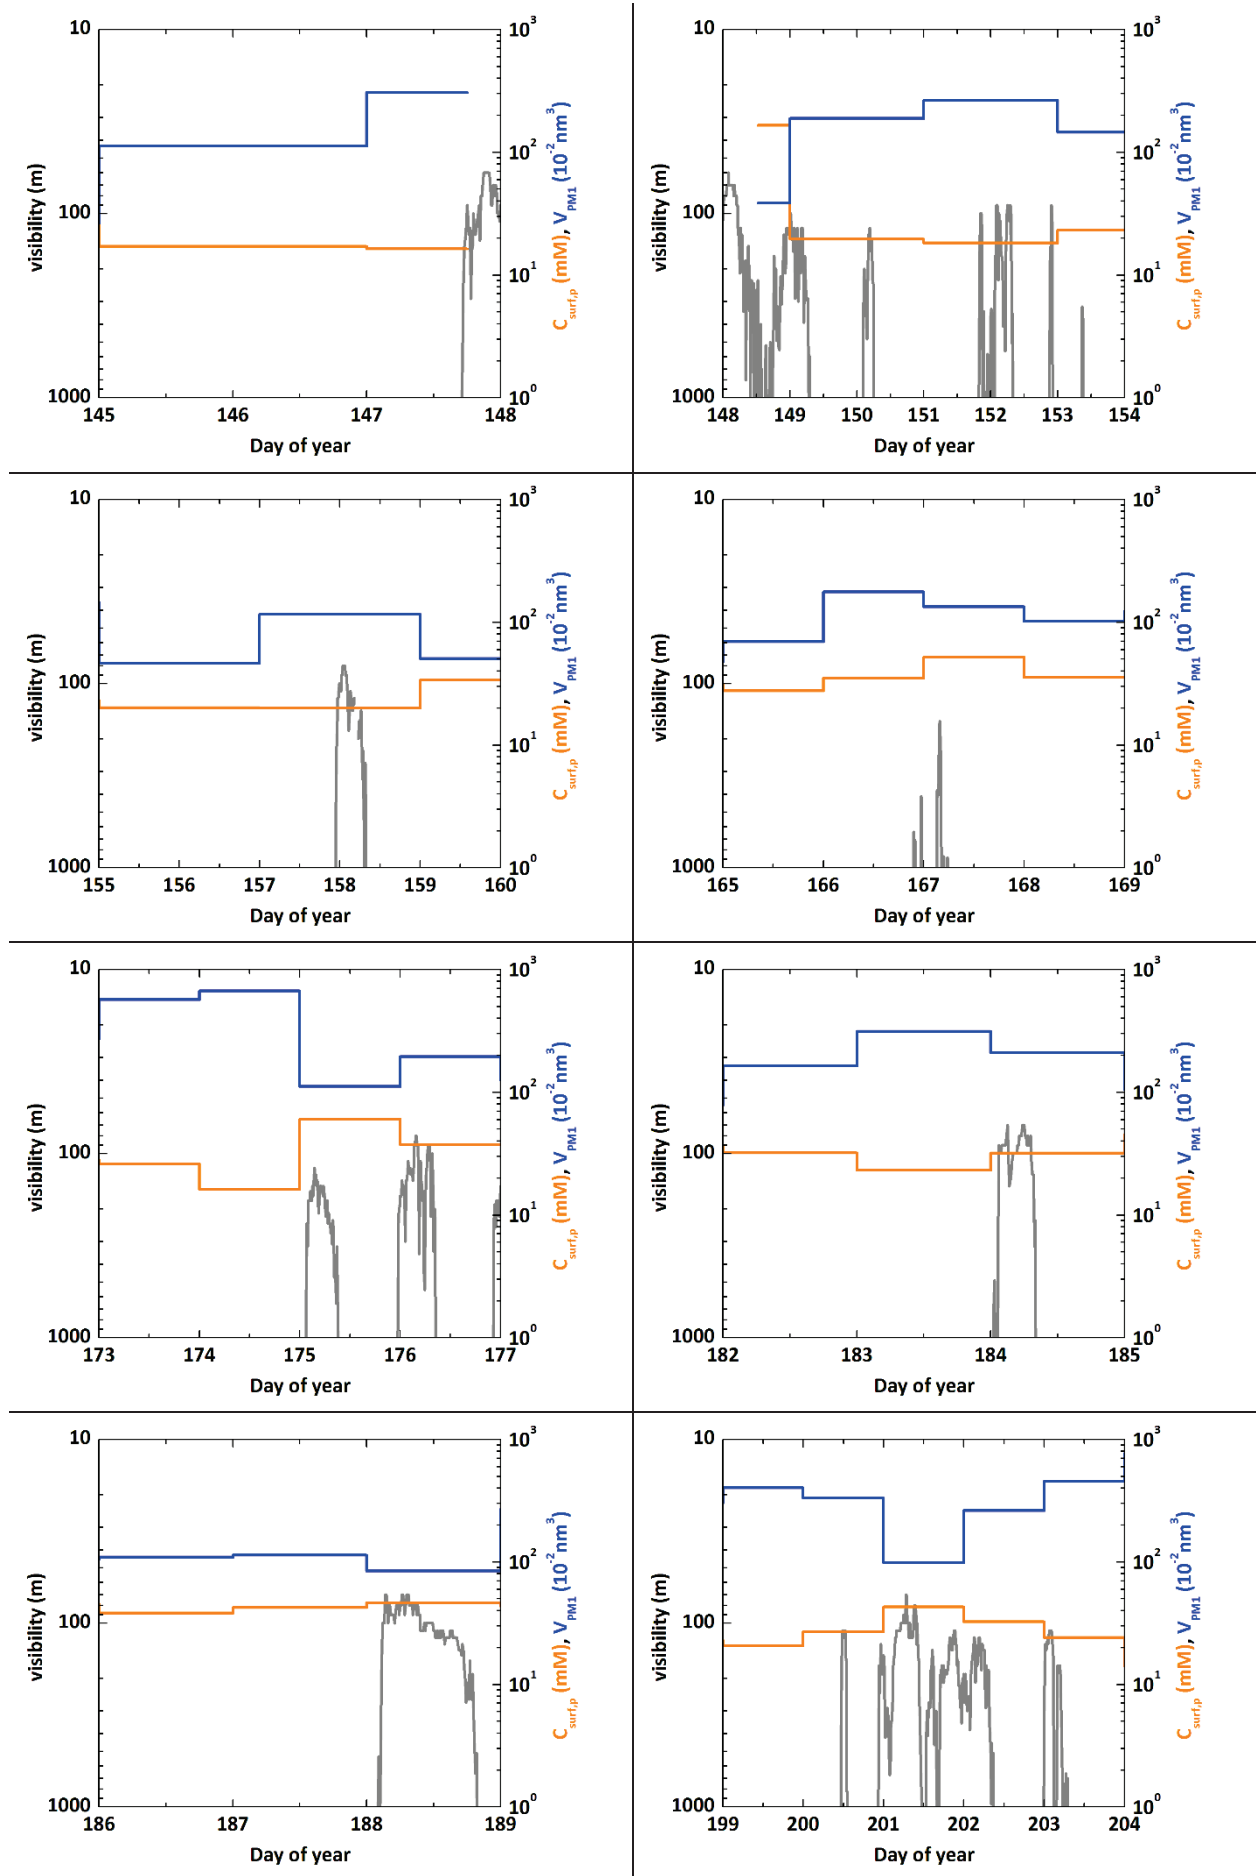 10
100
1000
visibility (m)
10³
10²
10¹
10⁰
C_surf,p (mM), V_PM1 (10⁻² nm³)
145 146 147 148
Day of year
10
100
1000
visibility (m)
10³
10²
10¹
10⁰
C_surf,p (mM), V_PM1 (10⁻² nm³)
148 149 150 151 152 153 154
Day of year
10
100
1000
visibility (m)
10³
10²
10¹
10⁰
C_surf,p (mM), V_PM1 (10⁻² nm³)
155 156 157 158 159 160
Day of year
10
100
1000
visibility (m)
10³
10²
10¹
10⁰
C_surf,p (mM), V_PM1 (10⁻² nm³)
165 166 167 168 169
Day of year
10
100
1000
visibility (m)
10³
10²
10¹
10⁰
C_surf,p (mM), V_PM1 (10⁻² nm³)
173 174 175 176 177
Day of year
10
100
1000
visibility (m)
10³
10²
10¹
10⁰
C_surf,p (mM), V_PM1 (10⁻² nm³)
182 183 184 185
Day of year
10
100
1000
visibility (m)
10³
10²
10¹
10⁰
C_surf,p (mM), V_PM1 (10⁻² nm³)
186 187 188 189
Day of year
10
100
1000
visibility (m)
10³
10²
10¹
10⁰
C_surf,p (mM), V_PM1 (10⁻² nm³)
199 200 201 202 203 204
Day of year